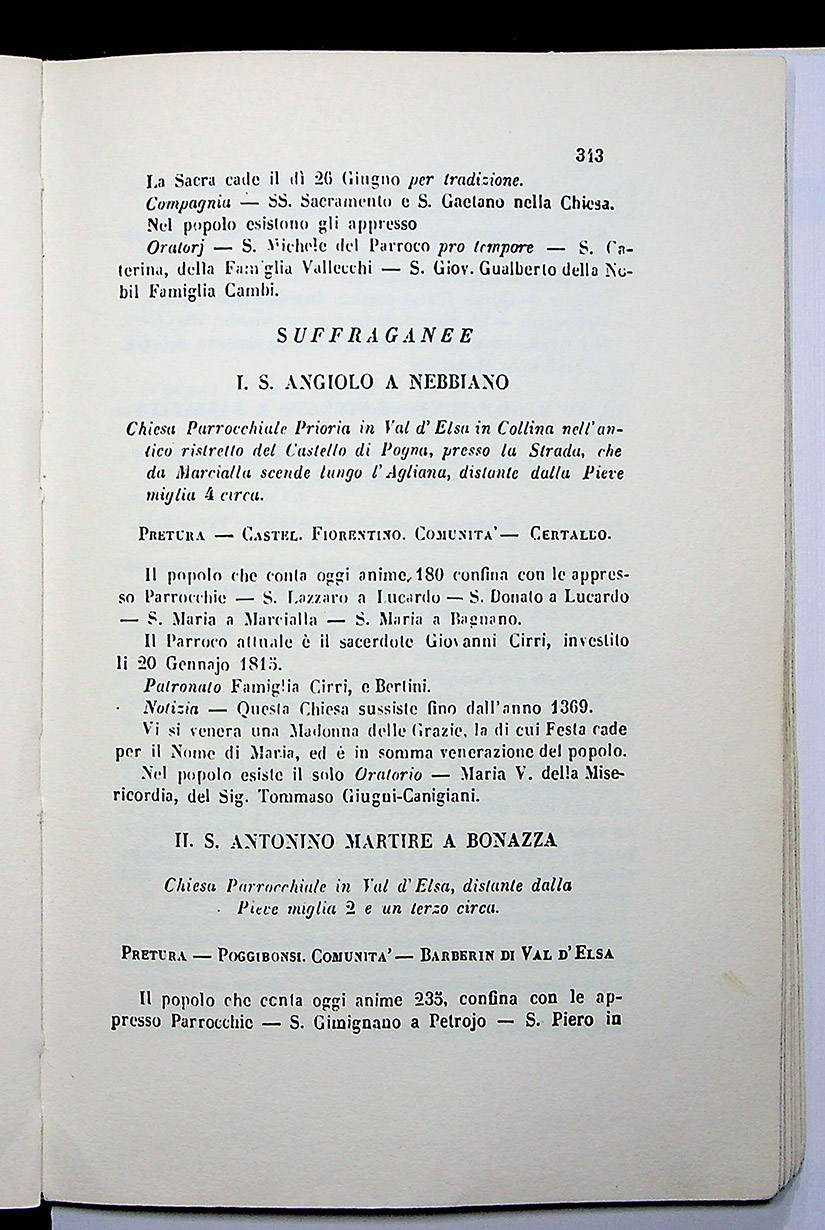 313
La Sacra cade il dì 26 Giugno per tradizione.
Compagnia — SS. Sacramento e S. Gaetano nella Chiesa.
Nel popolo esistono gli appresso
Oratorj — S. Michele del Parroco pro tempore — S. Ca-
terina, della Famiglia Vallecchi — S. Giov. Gualberto della No-
bil Famiglia Cambi.
SUFFRAGANEE
I. S. ANGIOLO A NEBBIANO
Chiesa Parrocchiale Prioria in Val d'Elsa in Collina nell'an-
tico ristretto del Castello di Pogna, presso la Strada, che
da Marcialla scende lungo l'Agliana, distante dalla Pieve
miglia 4 circa.
PRETURA — CASTEL. FIORENTINO. COMUNITA' — CERTALDO.
Il popolo che conta oggi anime, 180 confina con le appres-
so Parrocchie — S. Lazzaro a Lucardo — S. Donato a Lucardo
— S. Maria a Marcialla — S. Maria a Bagnano.
Il Parroco attuale è il sacerdote Giovanni Cirri, investito
li 20 Gennajo 1815.
Patronato Famiglia Cirri, e Bertini.
Notizia — Questa Chiesa sussiste fino dall'anno 1369.
Vi si venera una Madonna delle Grazie, la di cui Festa cade
per il Nome di Maria, ed è in somma venerazione del popolo.
Nel popolo esiste il solo Oratorio — Maria V. della Mise-
ricordia, del Sig. Tommaso Giugui-Canigiani.
II. S. ANTONINO MARTIRE A BONAZZA
Chiesa Parrocchiale in Val d'Elsa, distante dalla
Pieve miglia 2 e un terzo circa.
PRETURA — POGGIBONSI. COMUNITA' — BARBERIN DI VAL D'ELSA
Il popolo che conta oggi anime 235, confina con le ap-
presso Parrocchie — S. Gimignano a Petrojo — S. Piero in